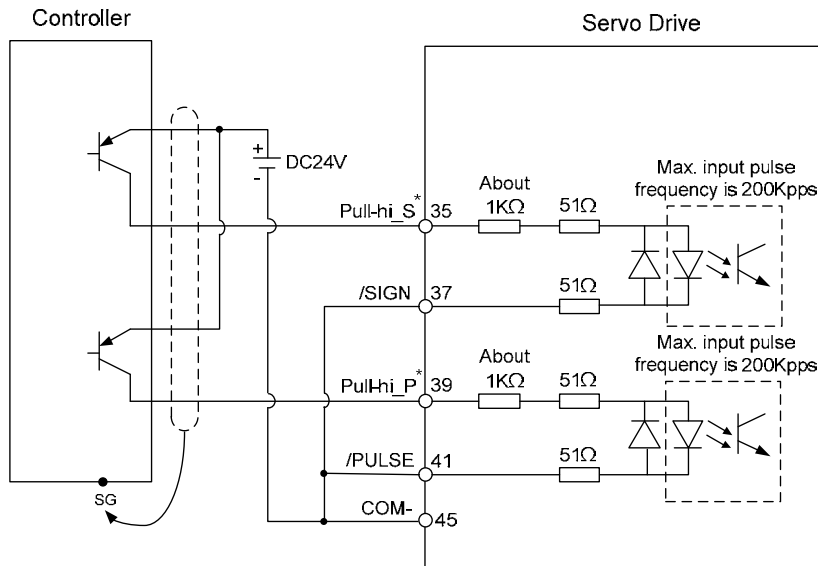 Controller
Servo Drive
+
DC24V
-
Max. input pulse
frequency is 200Kpps
Pull-hi_S*
35
About
1KΩ
51Ω
/SIGN
37
51Ω
Max. input pulse
frequency is 200Kpps
Pull-hi_P*
39
About
1KΩ
51Ω
/PULSE
41
51Ω
SG
COM-
45